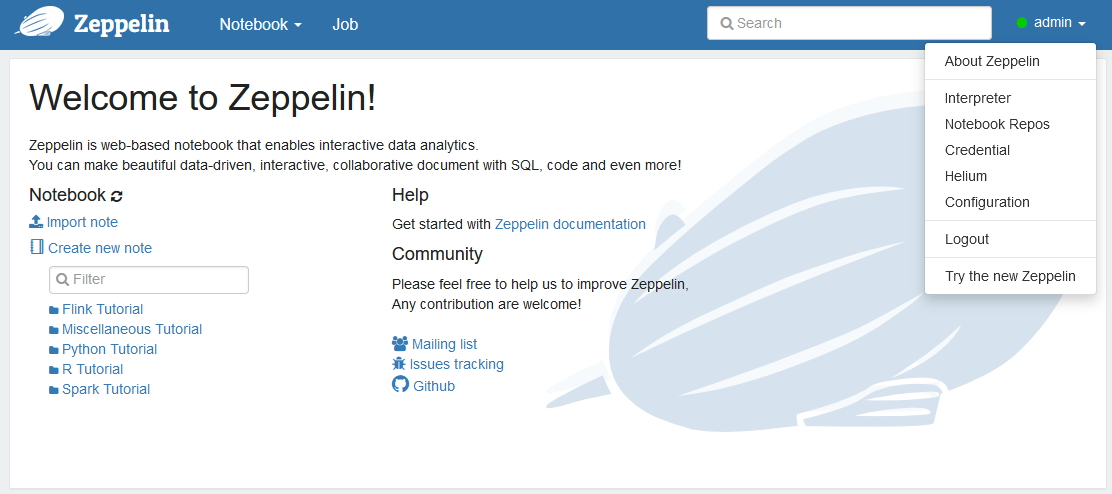 Zeppelin
Notebook
Job
Search
admin
About Zeppelin
Interpreter
Notebook Repos
Credential
Helium
Configuration
Logout
Try the new Zeppelin
Welcome to Zeppelin!
Zeppelin is web-based notebook that enables interactive data analytics.
You can make beautiful data-driven, interactive, collaborative document with SQL, code and even more!
Notebook
Import note
Create new note
Filter
Flink Tutorial
Miscellaneous Tutorial
Python Tutorial
R Tutorial
Spark Tutorial
Help
Get started with Zeppelin documentation
Community
Please feel free to help us to improve Zeppelin,
Any contribution are welcome!
Mailing list
Issues tracking
Github